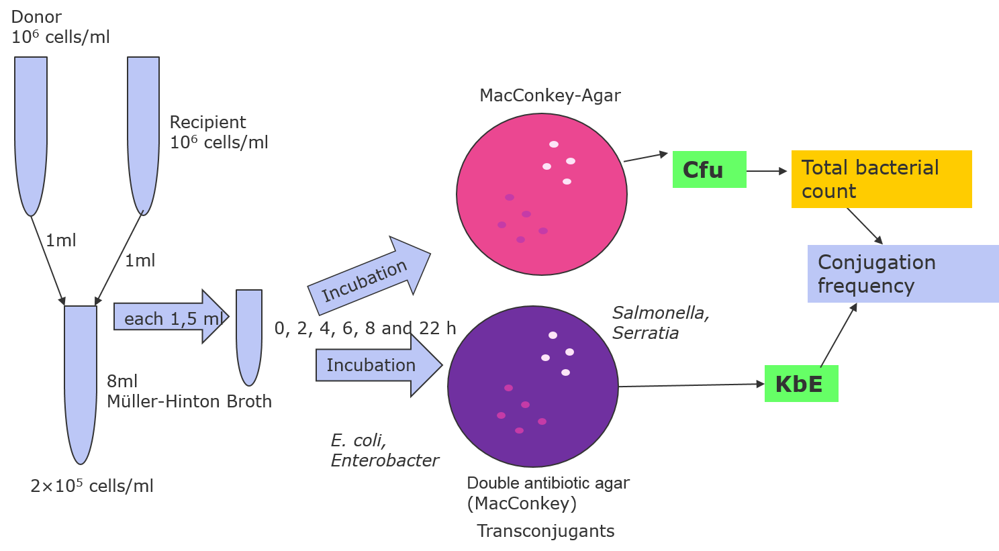 Donor
10⁶ cells/ml
Recipient
10⁶ cells/ml
1ml
1ml
each 1,5 ml
8ml
Müller-Hinton Broth
2×10⁵ cells/ml
Incubation
0, 2, 4, 6, 8 and 22 h
Incubation
MacConkey-Agar
Cfu
Total bacterial
count
Conjugation
frequency
Salmonella,
Serratia
KbE
E. coli,
Enterobacter
Double antibiotic agar
(MacConkey)
Transconjugants